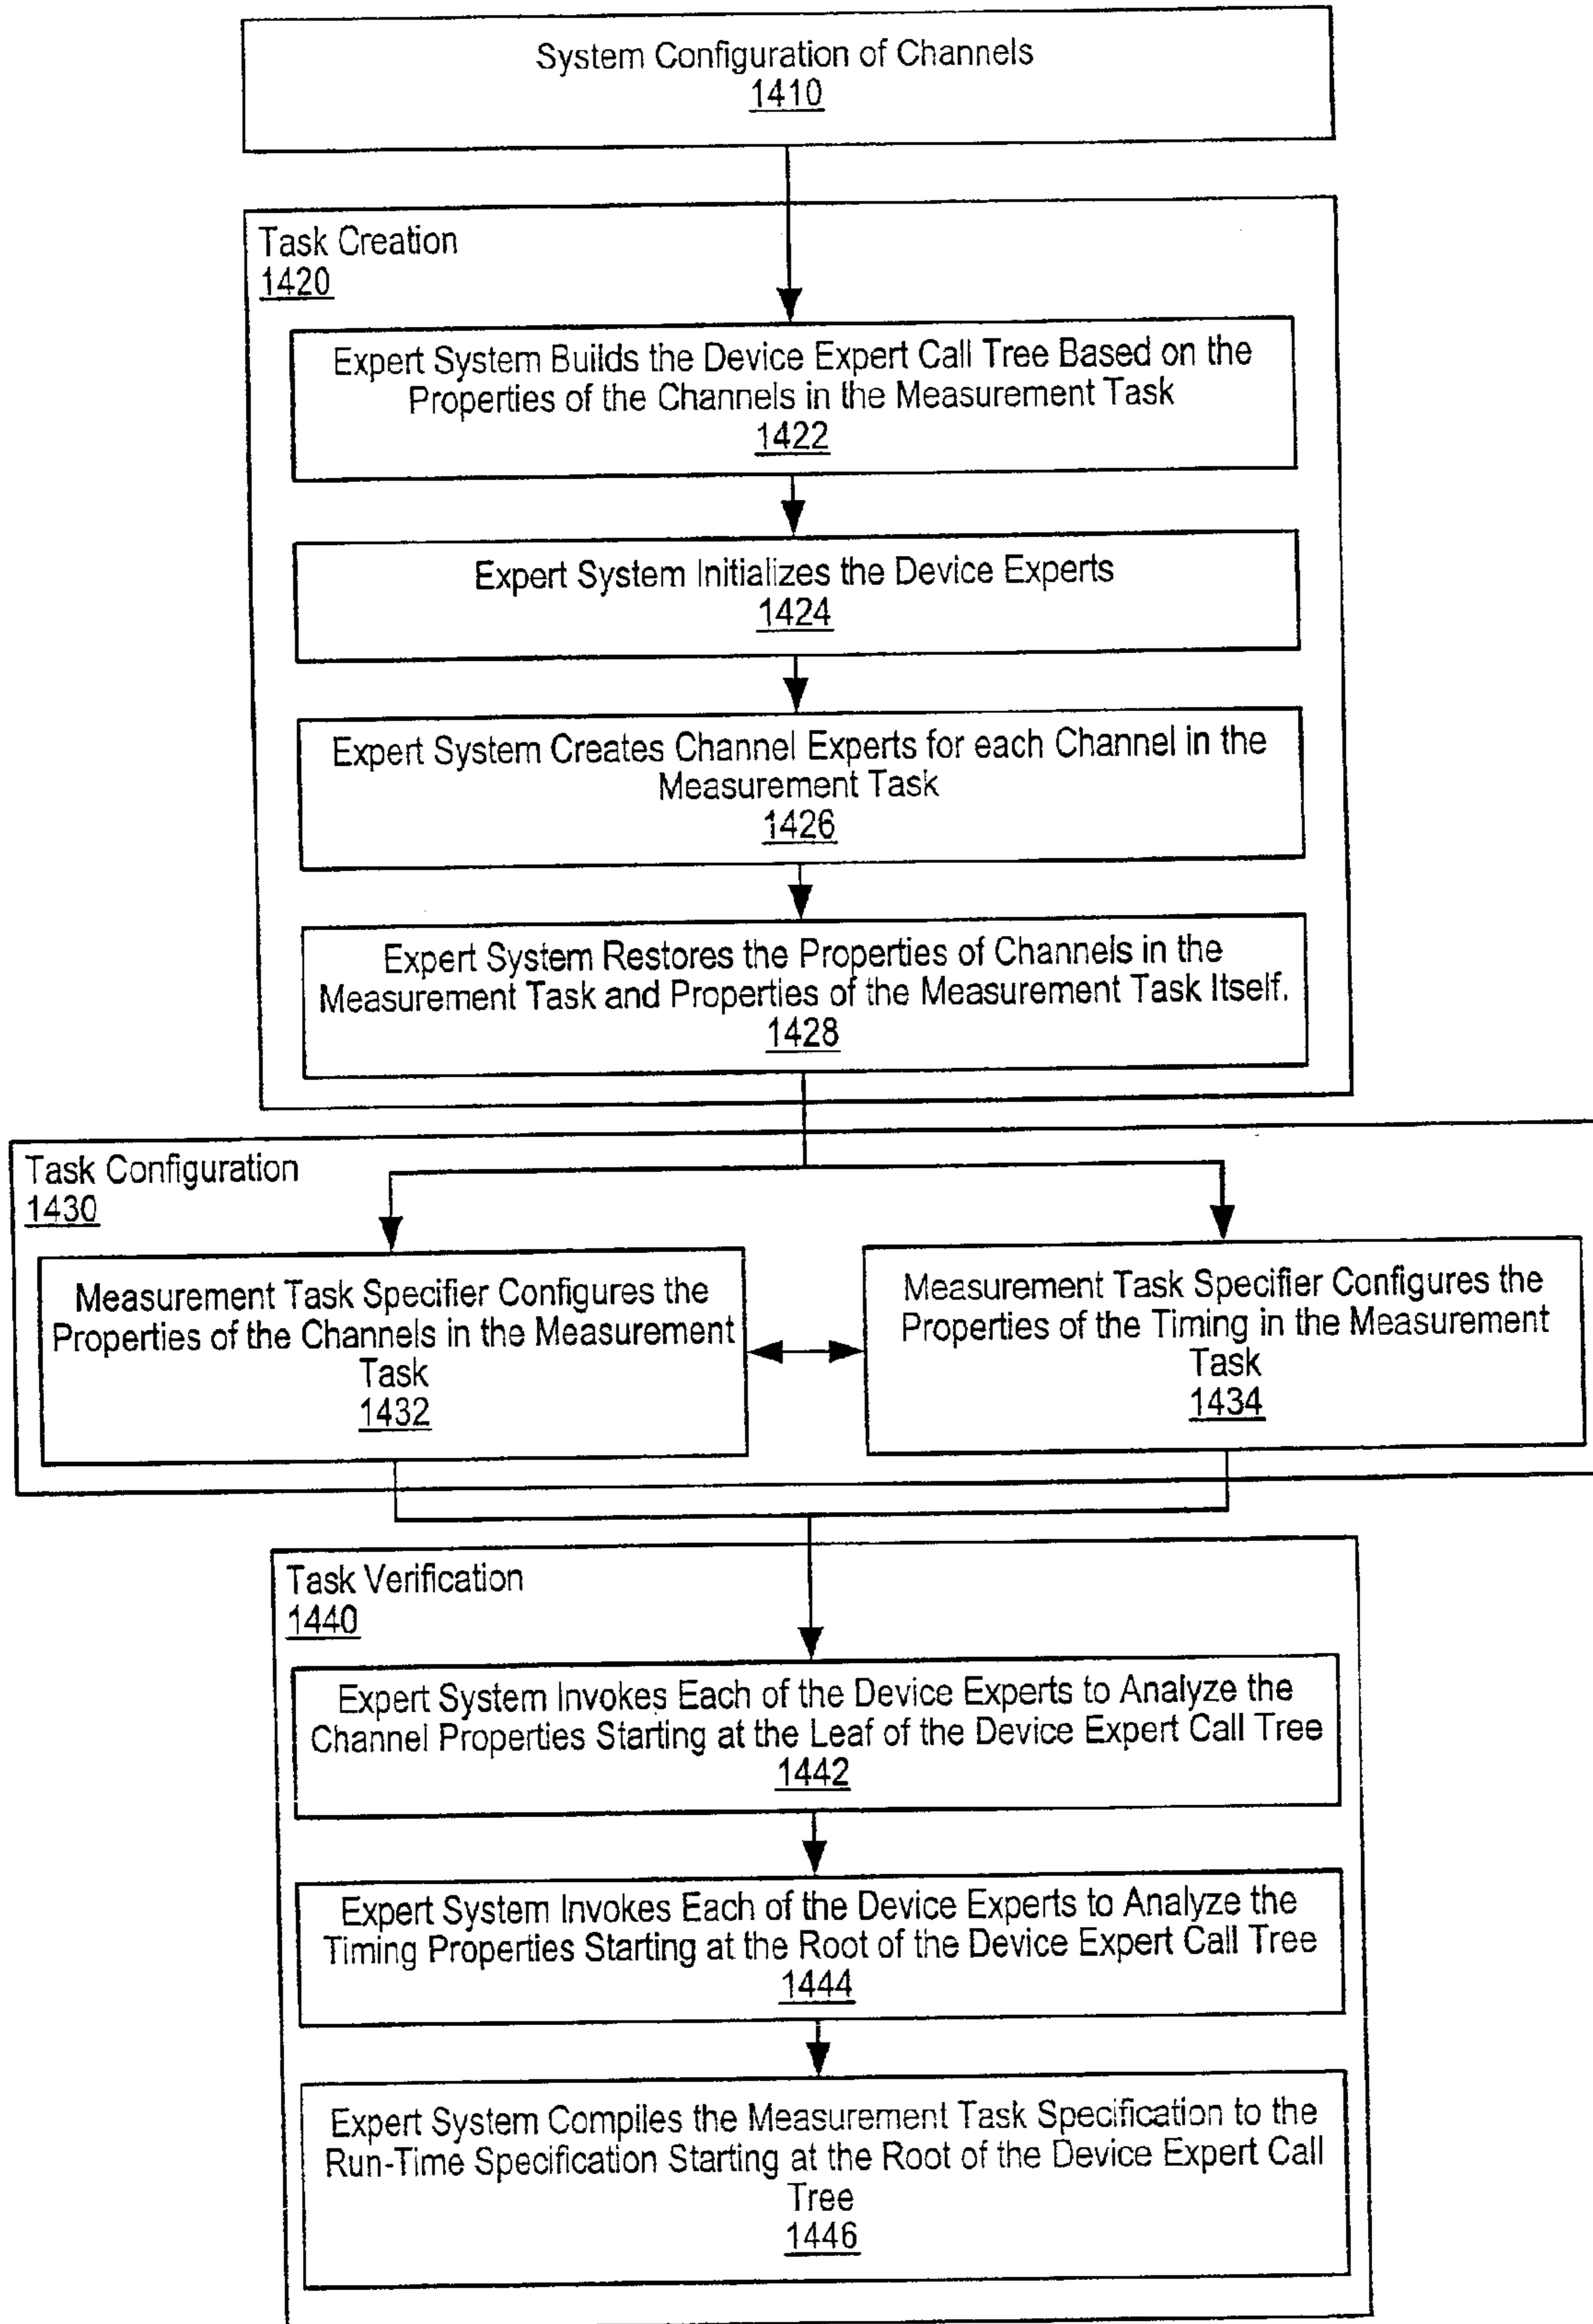 System Configuration of Channels
1410
Task Creation
1420
Expert System Builds the Device Expert Call Tree Based on the
Properties of the Channels in the Measurement Task
1422
Expert System Initializes the Device Experts
1424
Expert System Creates Channel Experts for each Channel in the
Measurement Task
1426
Expert System Restores the Properties of Channels in the
Measurement Task and Properties of the Measurement Task Itself.
1428
Task Configuration
1430
Measurement Task Specifier Configures the
Properties of the Channels in the Measurement
Task
1432
Measurement Task Specifier Configures the
Properties of the Timing in the Measurement
Task
1434
Task Verification
1440
Expert System Invokes Each of the Device Experts to Analyze the
Channel Properties Starting at the Leaf of the Device Expert Call Tree
1442
Expert System Invokes Each of the Device Experts to Analyze the
Timing Properties Starting at the Root of the Device Expert Call Tree
1444
Expert System Compiles the Measurement Task Specification to the
Run-Time Specification Starting at the Root of the Device Expert Call
Tree
1446